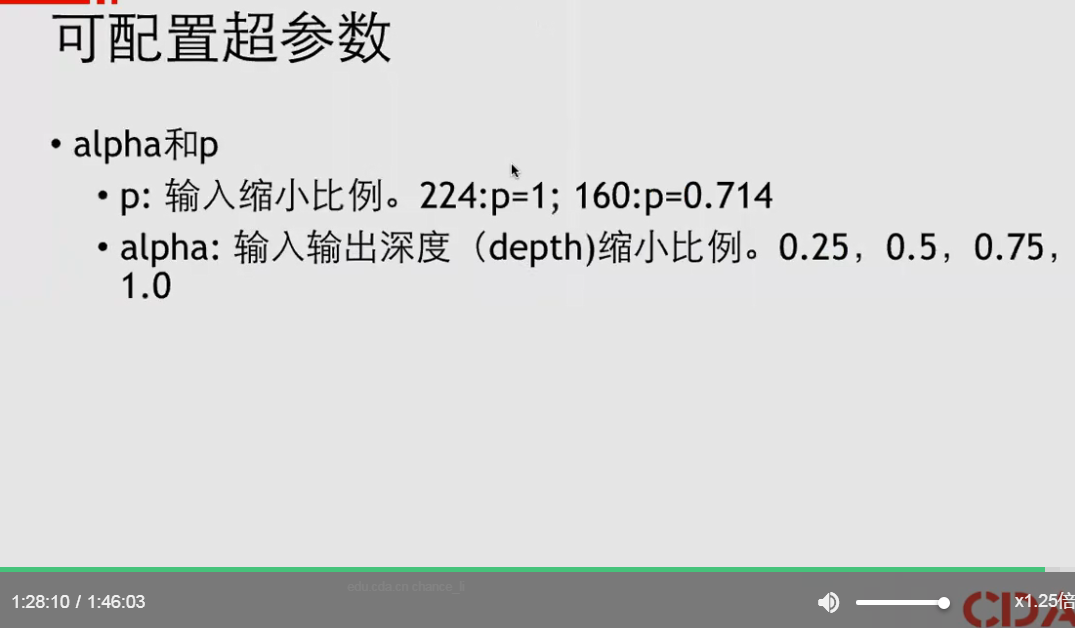 可配置超参数
• alpha和p
• p: 输入缩小比例。224:p=1; 160:p=0.714
• alpha: 输入输出深度（depth)缩小比例。0.25，0.5，0.75，
1.0
edu.cda.cn chance_k
1:28:10 / 1:46:03
x1.25倍
CDA